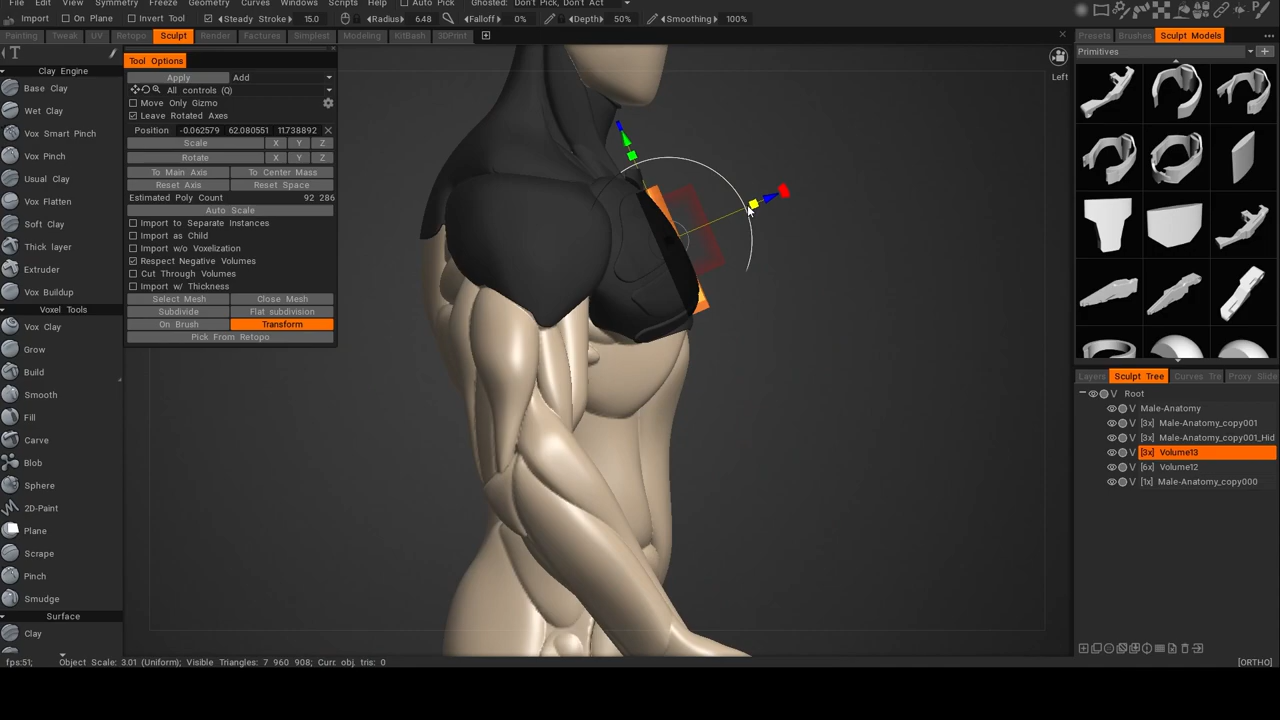 File Edit View Symmetry Freeze Geometry Curves Windows Scripts Help Auto Pick Ghosted: Don't Pick, Don't Act
Import On Plane Invert Tool Steady Stroke 15.0 Radius 6.48 Falloff 0% Depth 50% Smoothing 100%
Painting Tweak UV Retopo Sculpt Render Factures Simplest Modeling KitBash 3DPrint
Presets Brushes Sculpt Models
Primitives
T
Clay Engine
Base Clay
Wet Clay
Vox Smart Pinch
Vox Pinch
Usual Clay
Vox Flatten
Soft Clay
Thick layer
Extruder
Vox Buildup
Voxel Tools
Vox Clay
Grow
Build
Smooth
Fill
Carve
Blob
Sphere
2D-Paint
Plane
Scrape
Pinch
Smudge
Surface
Clay
Tool Options
Apply Add
All controls (Q)
Move Only Gizmo
Leave Rotated Axes
Position -0.062579 62.080551 11.738892
Scale X Y Z
Rotate X Y Z
To Main Axis To Center Mass
Reset Axis Reset Space
Estimated Poly Count 92 286
Auto Scale
Import to Separate Instances
Import as Child
Import w/o Voxelization
Respect Negative Volumes
Cut Through Volumes
Import w/ Thickness
Select Mesh Close Mesh
Subdivide Flat subdivision
On Brush Transform
Pick From Retopo
Left
Layers Sculpt Tree Curves Tre Proxy Slide
V Root
V Male-Anatomy
V [3x] Male-Anatomy_copy001
V [3x] Male-Anatomy_copy001_Hid
V [3x] Volume13
V [6x] Volume12
V [1x] Male-Anatomy_copy000
fps:51; Object Scale: 3.01 (Uniform); Visible Triangles: 7 960 908; Curr. obj. tris: 0
[ORTHO]